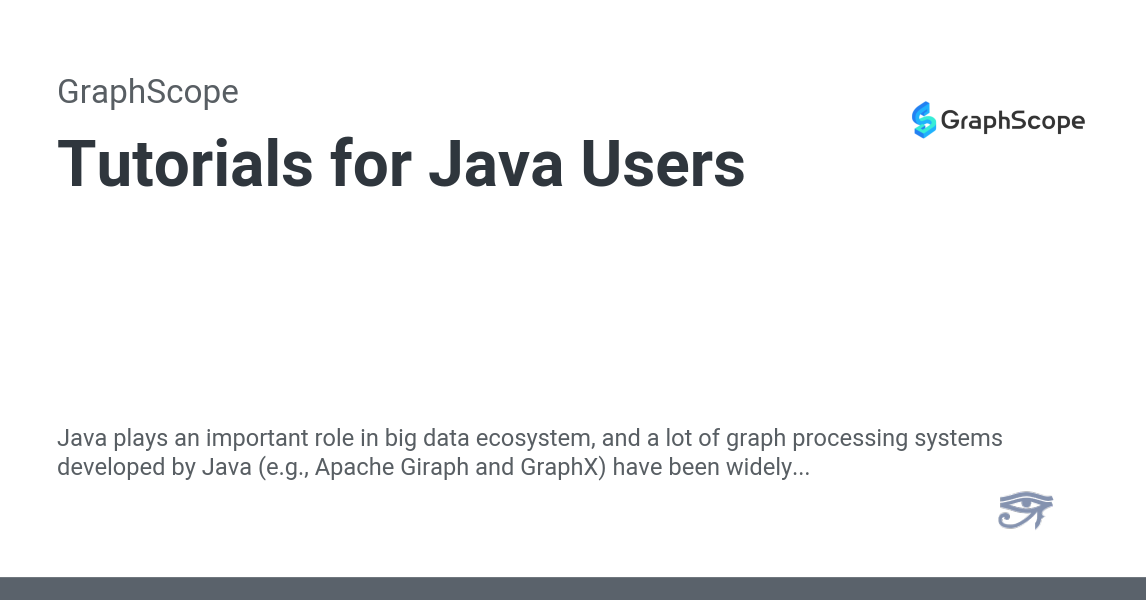 GraphScope
GraphScope
Tutorials for Java Users
Java plays an important role in big data ecosystem, and a lot of graph processing systems
developed by Java (e.g., Apache Giraph and GraphX) have been widely...